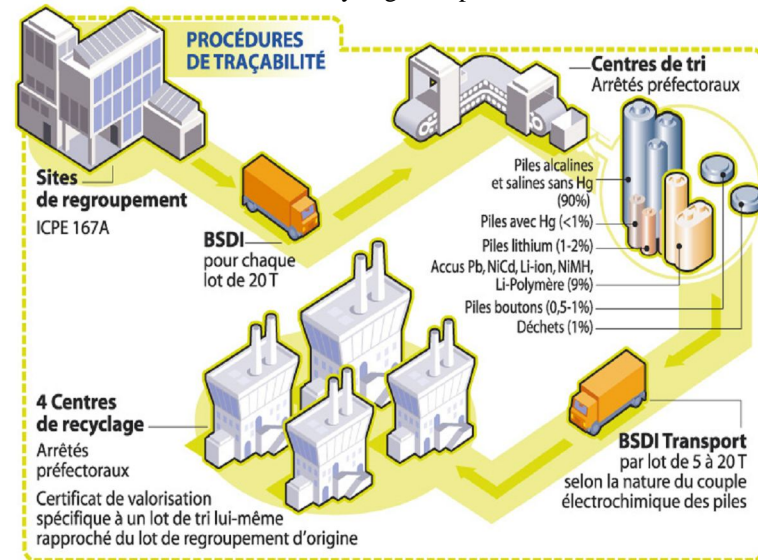 PROCÉDURES
DE TRAÇABILITÉ
Sites
de regroupement
ICPE 167A
BSDI
pour chaque
lot de 20 T
Centres de tri
Arrêtés préfectoraux
Piles alcalines
et salines sans Hg
(90%)
Piles avec Hg (<1%)
Piles lithium (1-2%)
Accus Pb, NiCd, Li-ion, NiMH,
Li-Polymère (9%)
Piles boutons (0,5-1%)
Déchets (1%)
BSDI Transport
par lot de 5 à 20 T
selon la nature du couple
électrochimique des piles
4 Centres
de recyclage
Arrêtés
préfectoraux
Certificat de valorisation
spécifique à un lot de tri lui-même
rapproché du lot de regroupement d'origine